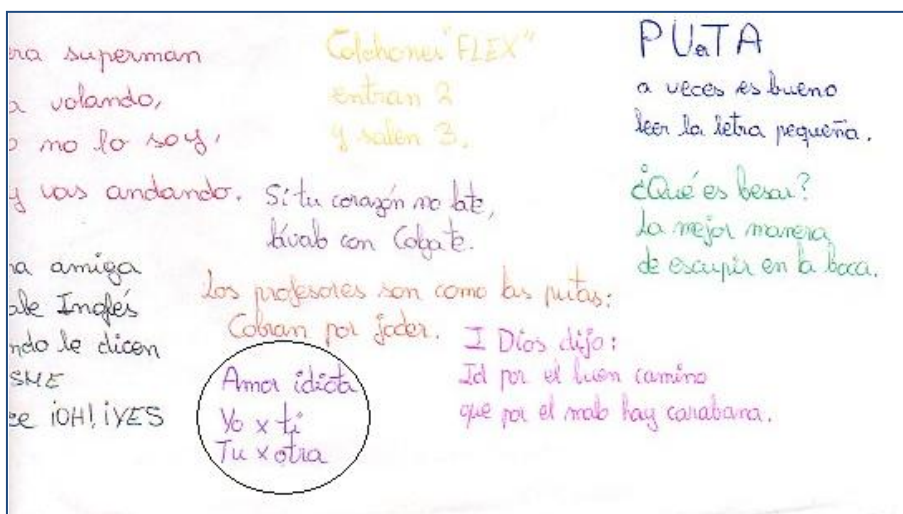 ra superman
a volando,
o no lo soy,
y vas andando.
Colchones "FLEX"
entran 2
y salen 3.
PUeTA
a veces es bueno
leer la letra pequeña.
Si tu corazón no late,
lávalo con Colgate.
¿Qué es besar?
La mejor manera
de escupir en la boca.
na amiga
ale Inglés
ndo le dicen
SME
ce ¡OH! ¡YES
Los profesores son como las putas:
Cobran por joder.
I Dios dijo:
Id por el buen camino
que por el malo hay carabana.
Amor idiota
Yo x ti
Tu x otra